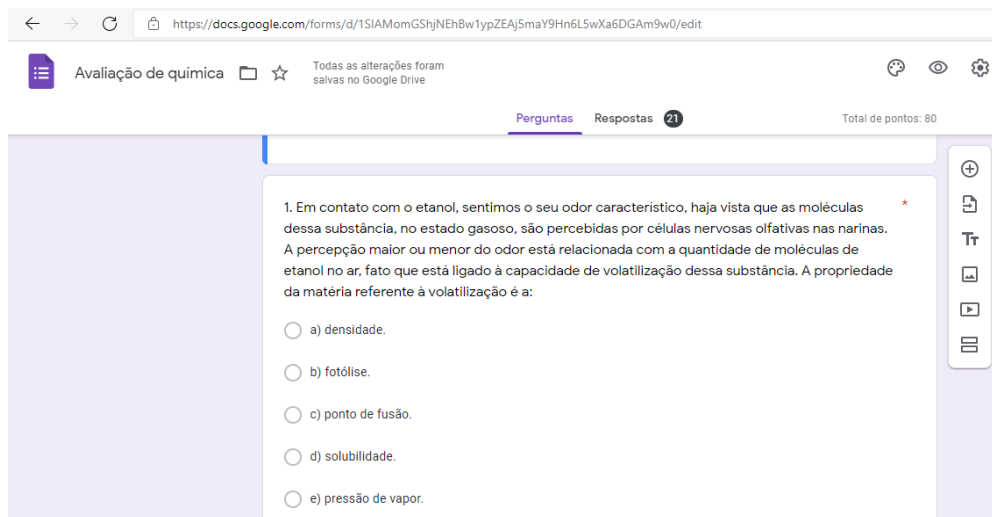 https://docs.google.com/forms/d/1SlAMomGShjNEhBw1ypZEAj5maY9Hn6L5wXa6DGAm9w0/edit
Avaliação de química
Todas as alterações foram
salvas no Google Drive
Perguntas Respostas 21
Total de pontos: 80
1. Em contato com o etanol, sentimos o seu odor característico, haja vista que as moléculas *
dessa substância, no estado gasoso, são percebidas por células nervosas olfativas nas narinas.
A percepção maior ou menor do odor está relacionada com a quantidade de moléculas de
etanol no ar, fato que está ligado à capacidade de volatilização dessa substância. A propriedade
da matéria referente à volatilização é a:
a) densidade.
b) fotólise.
c) ponto de fusão.
d) solubilidade.
e) pressão de vapor.
Tт